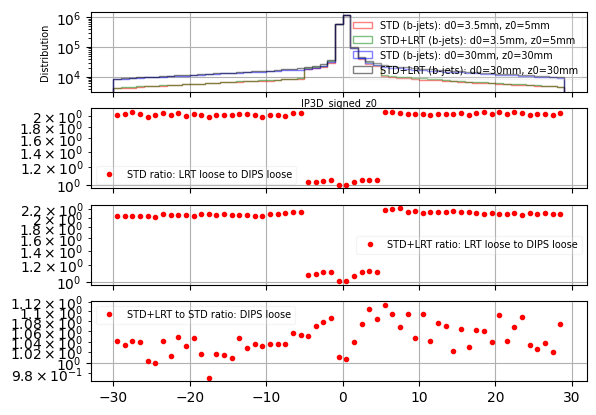 10⁶
10⁵
10⁴
Distribution
STD (b-jets): d0=3.5mm, z0=5mm
STD+LRT (b-jets): d0=3.5mm, z0=5mm
STD (b-jets): d0=30mm, z0=30mm
STD+LRT (b-jets): d0=30mm, z0=30mm
IP3D_signed_z0
2 × 10⁰
1.8 × 10⁰
1.6 × 10⁰
1.4 × 10⁰
1.2 × 10⁰
10⁰
STD ratio: LRT loose to DIPS loose
2.2 × 10⁰
2 × 10⁰
1.8 × 10⁰
1.6 × 10⁰
1.4 × 10⁰
1.2 × 10⁰
10⁰
STD+LRT ratio: LRT loose to DIPS loose
1.12 × 10⁰
1.1 × 10⁰
1.08 × 10⁰
1.06 × 10⁰
1.04 × 10⁰
1.02 × 10⁰
10⁰
9.8 × 10⁻¹
STD+LRT to STD ratio: DIPS loose
−30 −20 −10 0 10 20 30